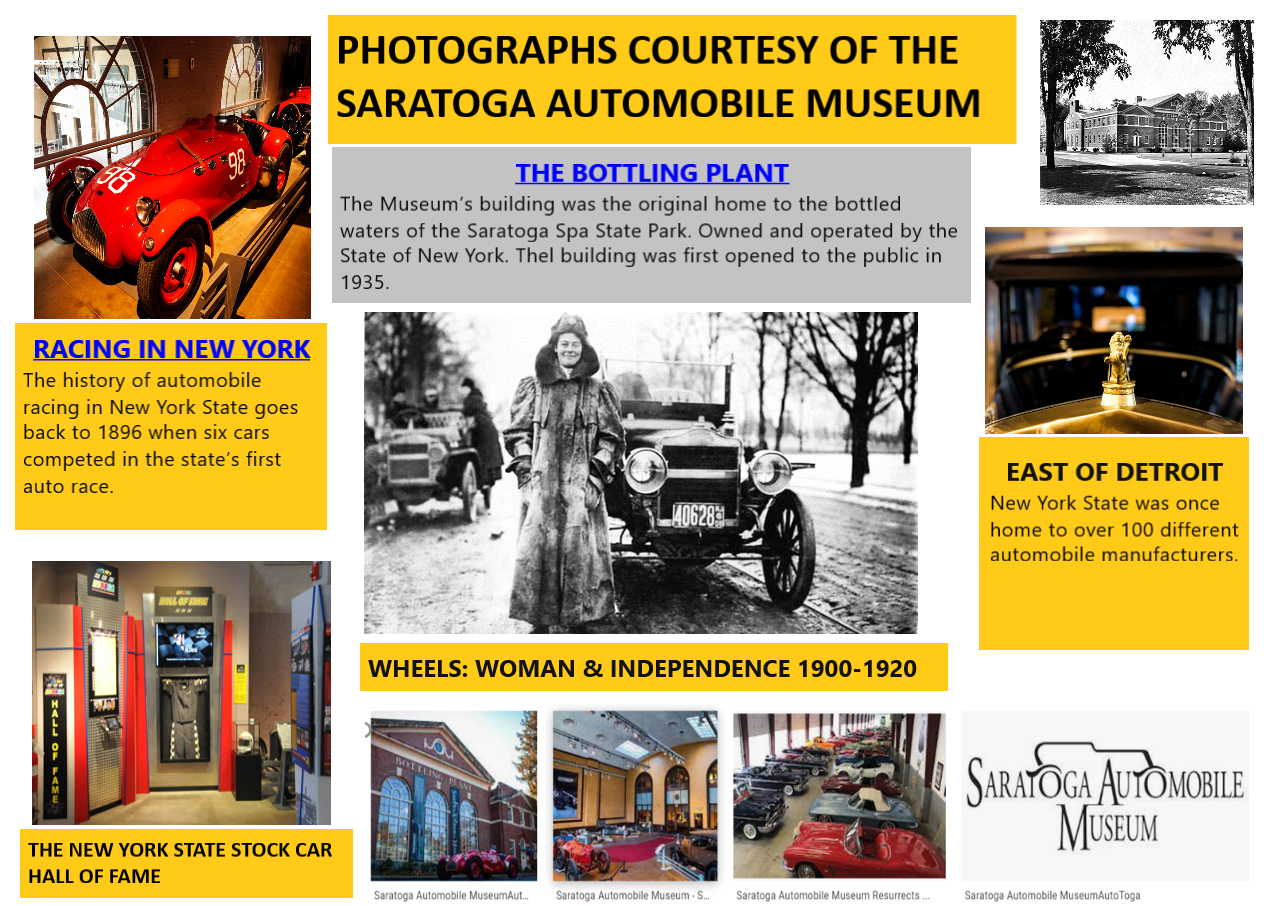 PHOTOGRAPHS COURTESY OF THE
SARATOGA AUTOMOBILE MUSEUM
98
98
THE BOTTLING PLANT
The Museum's building was the original home to the bottled
waters of the Saratoga Spa State Park. Owned and operated by the
State of New York. Thel building was first opened to the public in
1935.
RACING IN NEW YORK
The history of automobile
racing in New York State goes
back to 1896 when six cars
competed in the state's first
auto race.
40628
EAST OF DETROIT
New York State was once
home to over 100 different
automobile manufacturers.
HALL OF FAME
HALL OF FAME
WHEELS: WOMAN & INDEPENDENCE 1900-1920
THE NEW YORK STATE STOCK CAR
HALL OF FAME
BOTTLING PLANT
SARATOGA AUTOMOBILE
MUSEUM
Saratoga Automobile MuseumAut...
Saratoga Automobile Museum - S...
Saratoga Automobile Museum Resurrects ...
Saratoga Automobile MuseumAutoToga